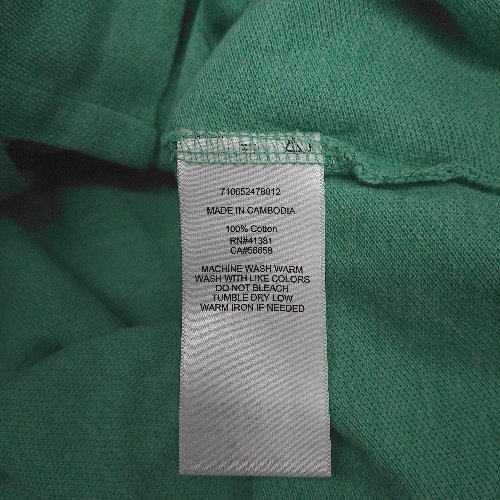 710652478012
MADE IN CAMBODIA
100% Cotton
RN#41381
CA#56658
MACHINE WASH WARM
WASH WITH LIKE COLORS
DO NOT BLEACH
TUMBLE DRY LOW
WARM IRON IF NEEDED